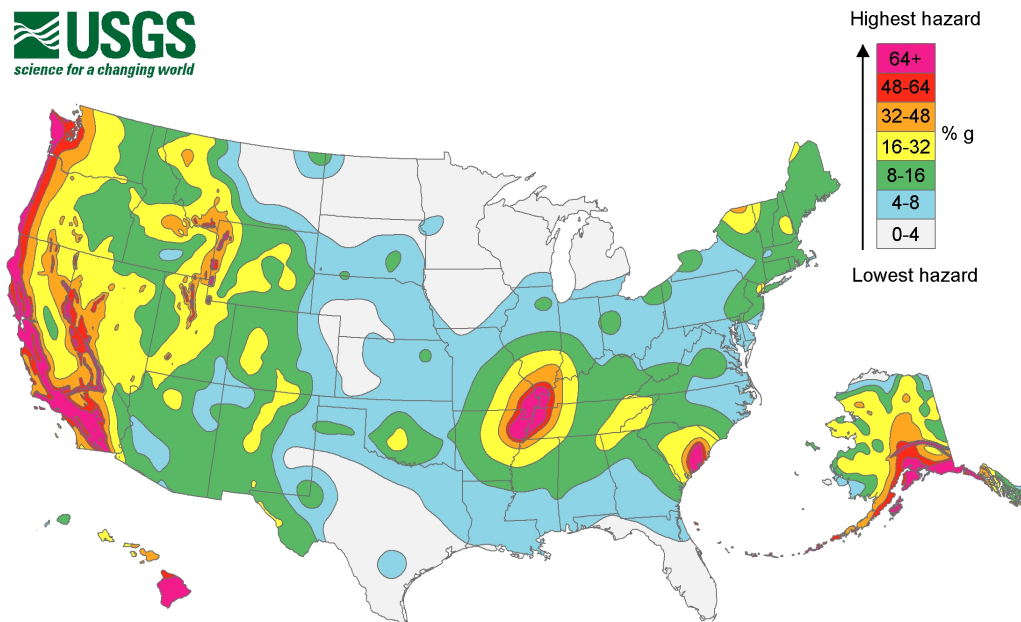 USGS
science for a changing world
Highest hazard
64+
48-64
32-48
16-32
8-16
4-8
0-4
% g
Lowest hazard